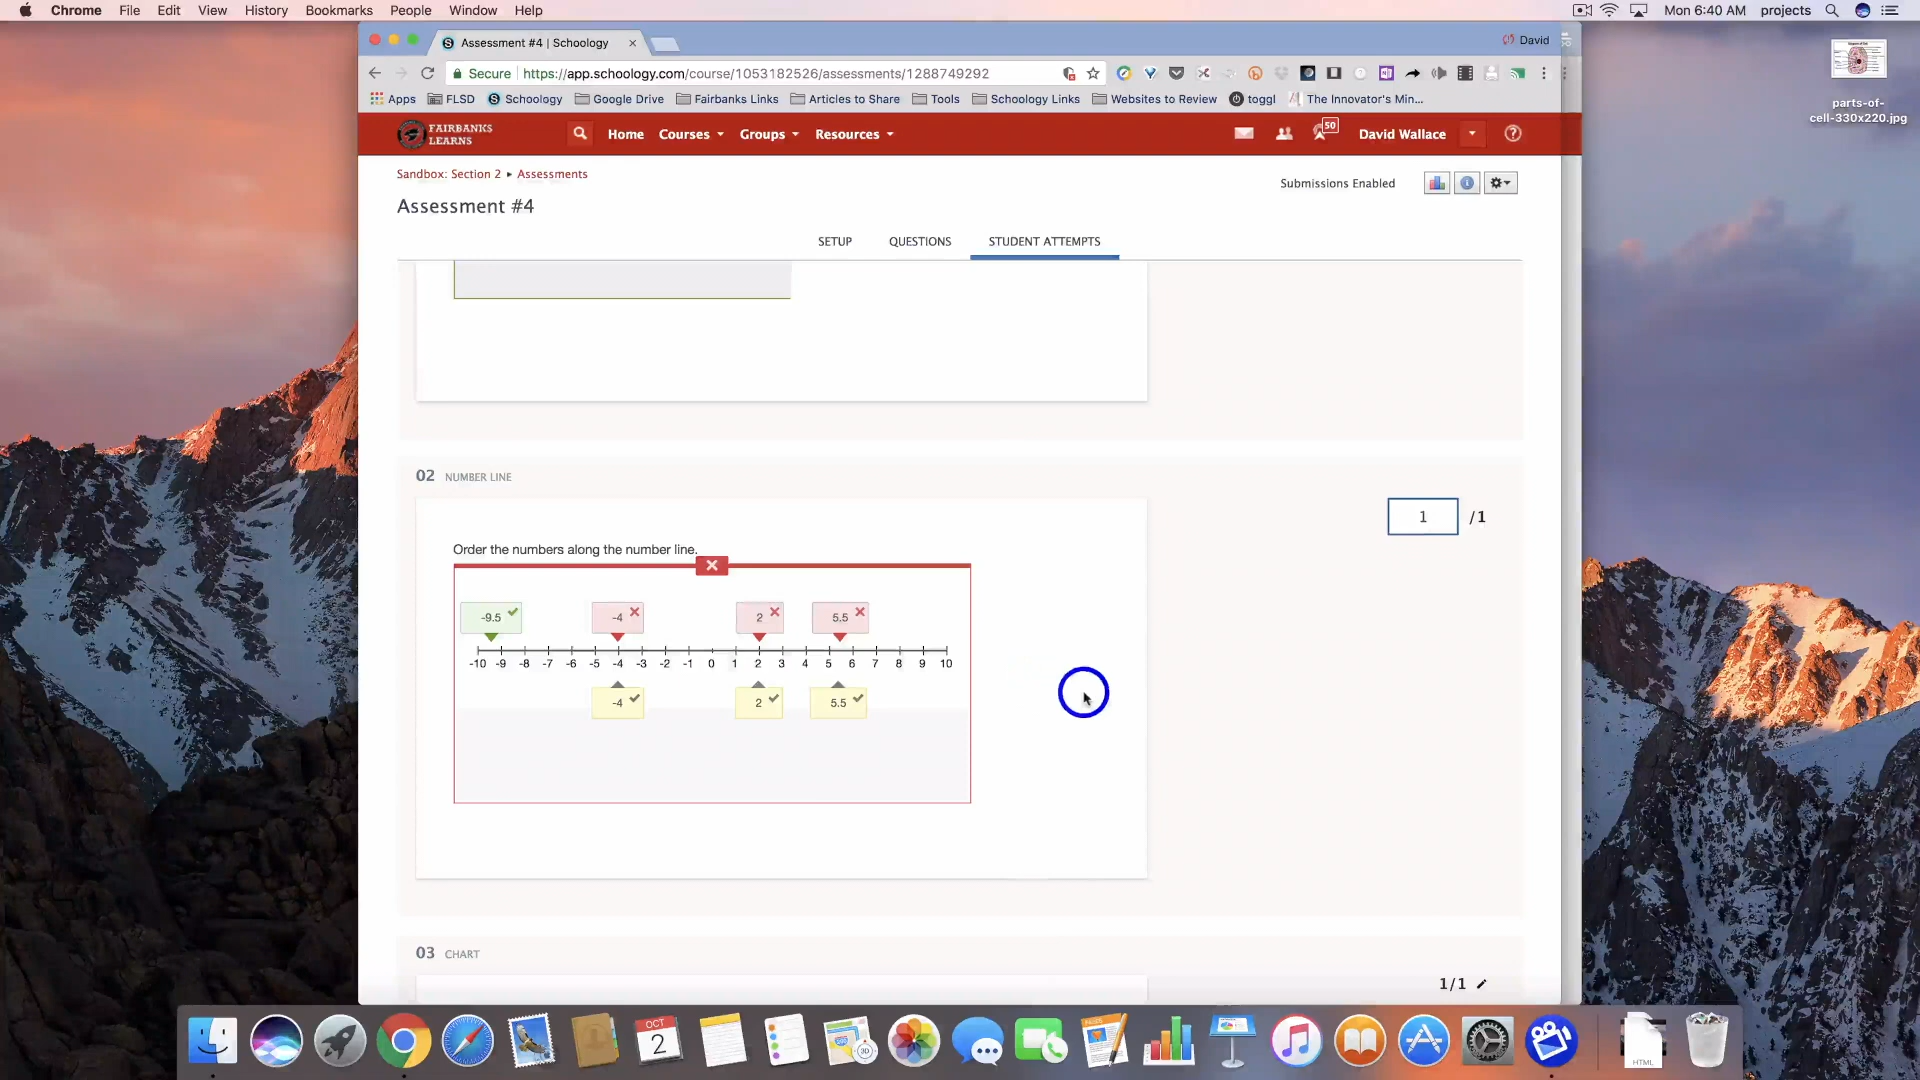 Chrome File Edit View History Bookmarks People Window Help
Mon 6:40 AM projects
Assessment #4 | Schoology
David
Secure https://app.schoology.com/course/1053182526/assessments/1288749292
Apps FLSD Schoology Google Drive Fairbanks Links Articles to Share Tools Schoology Links Websites to Review toggl The Innovator's Min...
parts-of-
cell-330x220.jpg
FAIRBANKS
LEARNS
Home Courses Groups Resources
50
David Wallace
Sandbox: Section 2 ▸ Assessments
Submissions Enabled
Assessment #4
SETUP QUESTIONS STUDENT ATTEMPTS
02 NUMBER LINE
1 /1
Order the numbers along the number line.
-9.5 -4 2 5.5
-10 -9 -8 -7 -6 -5 -4 -3 -2 -1 0 1 2 3 4 5 6 7 8 9 10
-4 2 5.5
03 CHART
1/1
OCT
2
3D
HTML